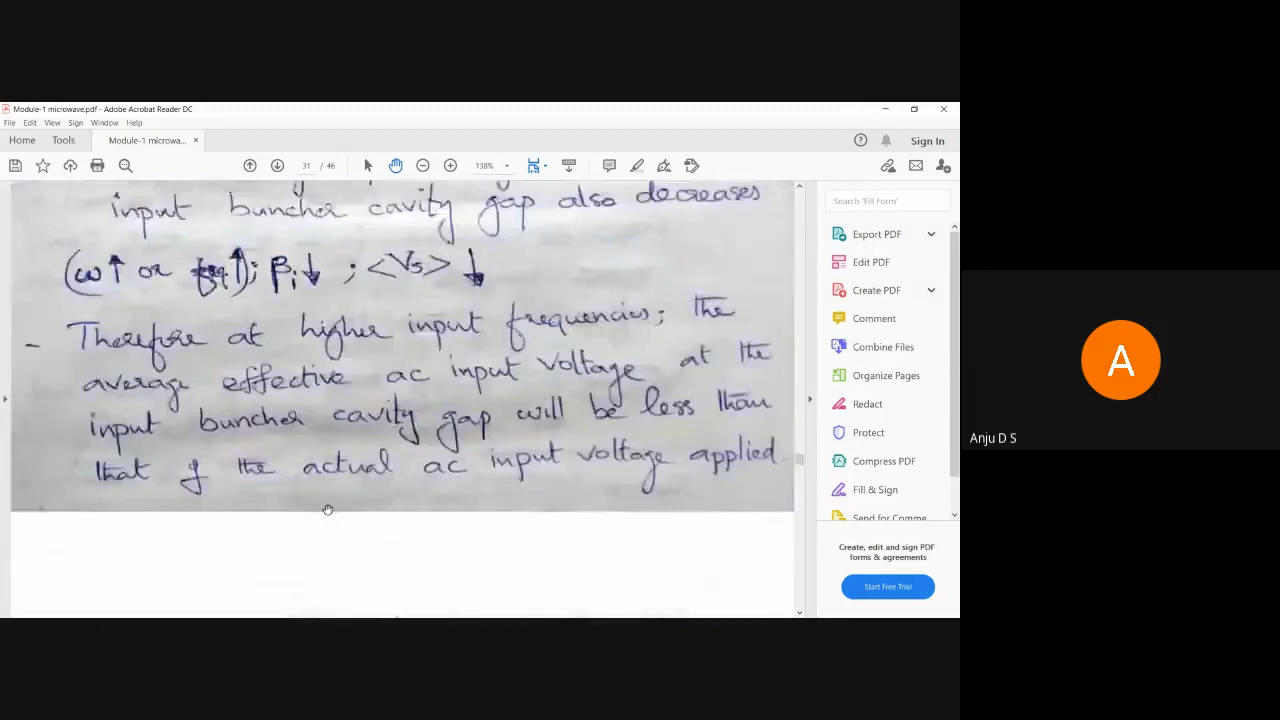 Module-1 microwave.pdf - Adobe Acrobat Reader DC
File Edit View Sign Window Help
Home Tools Module-1 microwa... × Sign In
31 / 46 138%
input buncher cavity gap also decreases
(ω↑ or ↑); βi↓ ; <Vs> ↓
- Therefore at higher input frequencies; the
average effective ac input voltage at the
input buncher cavity gap will be less than
that of the actual ac input voltage applied
Search 'Fill Form'
Export PDF
Edit PDF
Create PDF
Comment
Combine Files
Organize Pages
Redact
Protect
Compress PDF
Fill & Sign
Send for Comme
Create, edit and sign PDF
forms & agreements
Start Free Trial
A
Anju D S